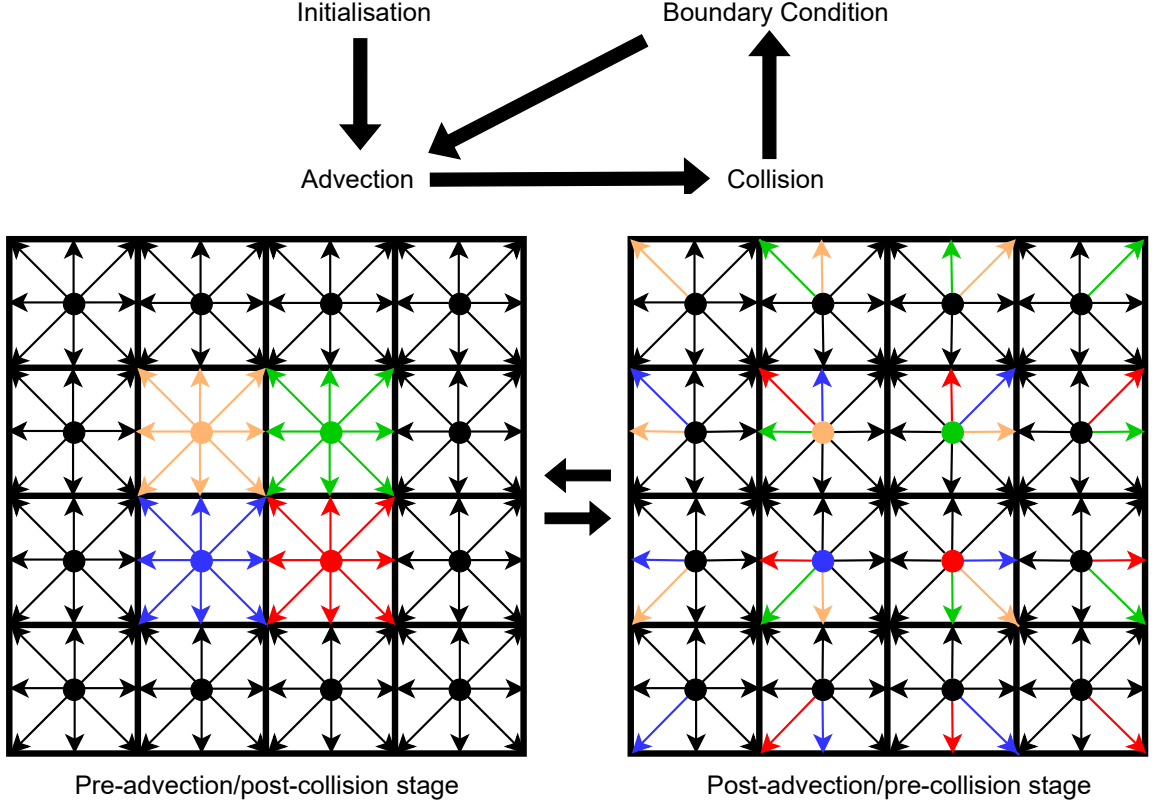 Initialisation
Boundary Condition
Advection
Collision
Pre-advection/post-collision stage
Post-advection/pre-collision stage